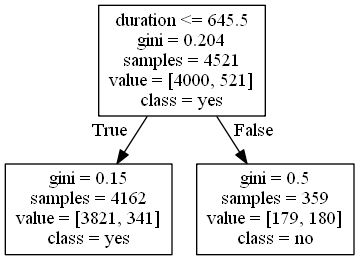 duration <= 645.5
gini = 0.204
samples = 4521
value = [4000, 521]
class = yes
True
False
gini = 0.15
samples = 4162
value = [3821, 341]
class = yes
gini = 0.5
samples = 359
value = [179, 180]
class = no